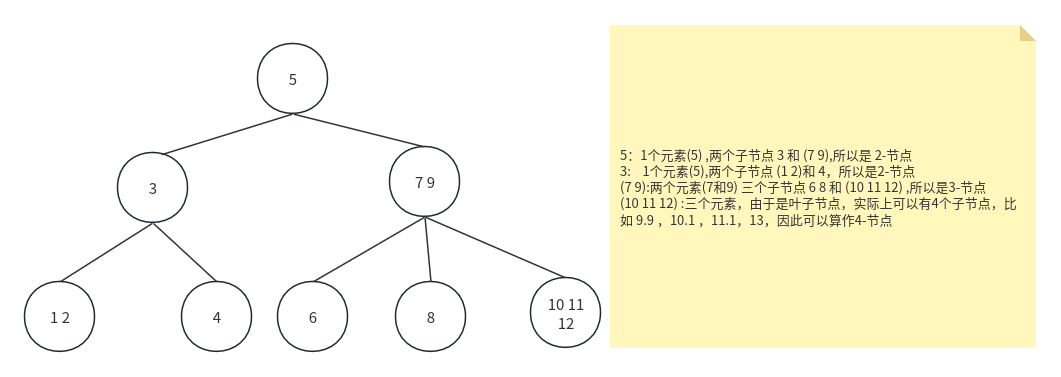 5
3
7 9
1 2
4
6
8
10 11
12
5：1个元素(5) ,两个子节点 3 和 (7 9),所以是 2-节点
3:   1个元素(5),两个子节点 (1 2)和 4，所以是2-节点
(7 9):两个元素(7和9) 三个子节点 6 8 和 (10 11 12) ,所以是3-节点
(10 11 12) :三个元素，由于是叶子节点，实际上可以有4个子节点，比
如 9.9 ，10.1 ，11.1，13，因此可以算作4-节点